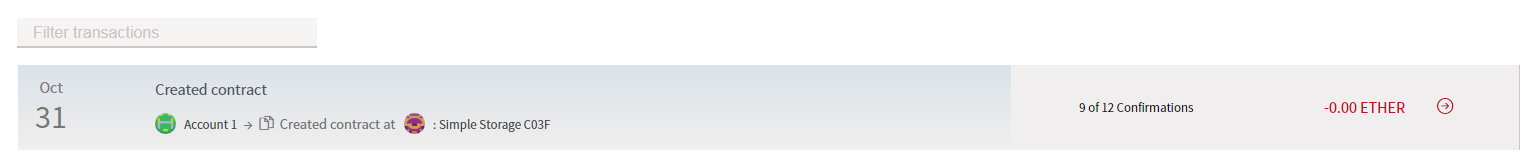 Filter transactions
Oct
31
Created contract
Account 1 → Created contract at : Simple Storage C03F
9 of 12 Confirmations
-0.00 ETHER